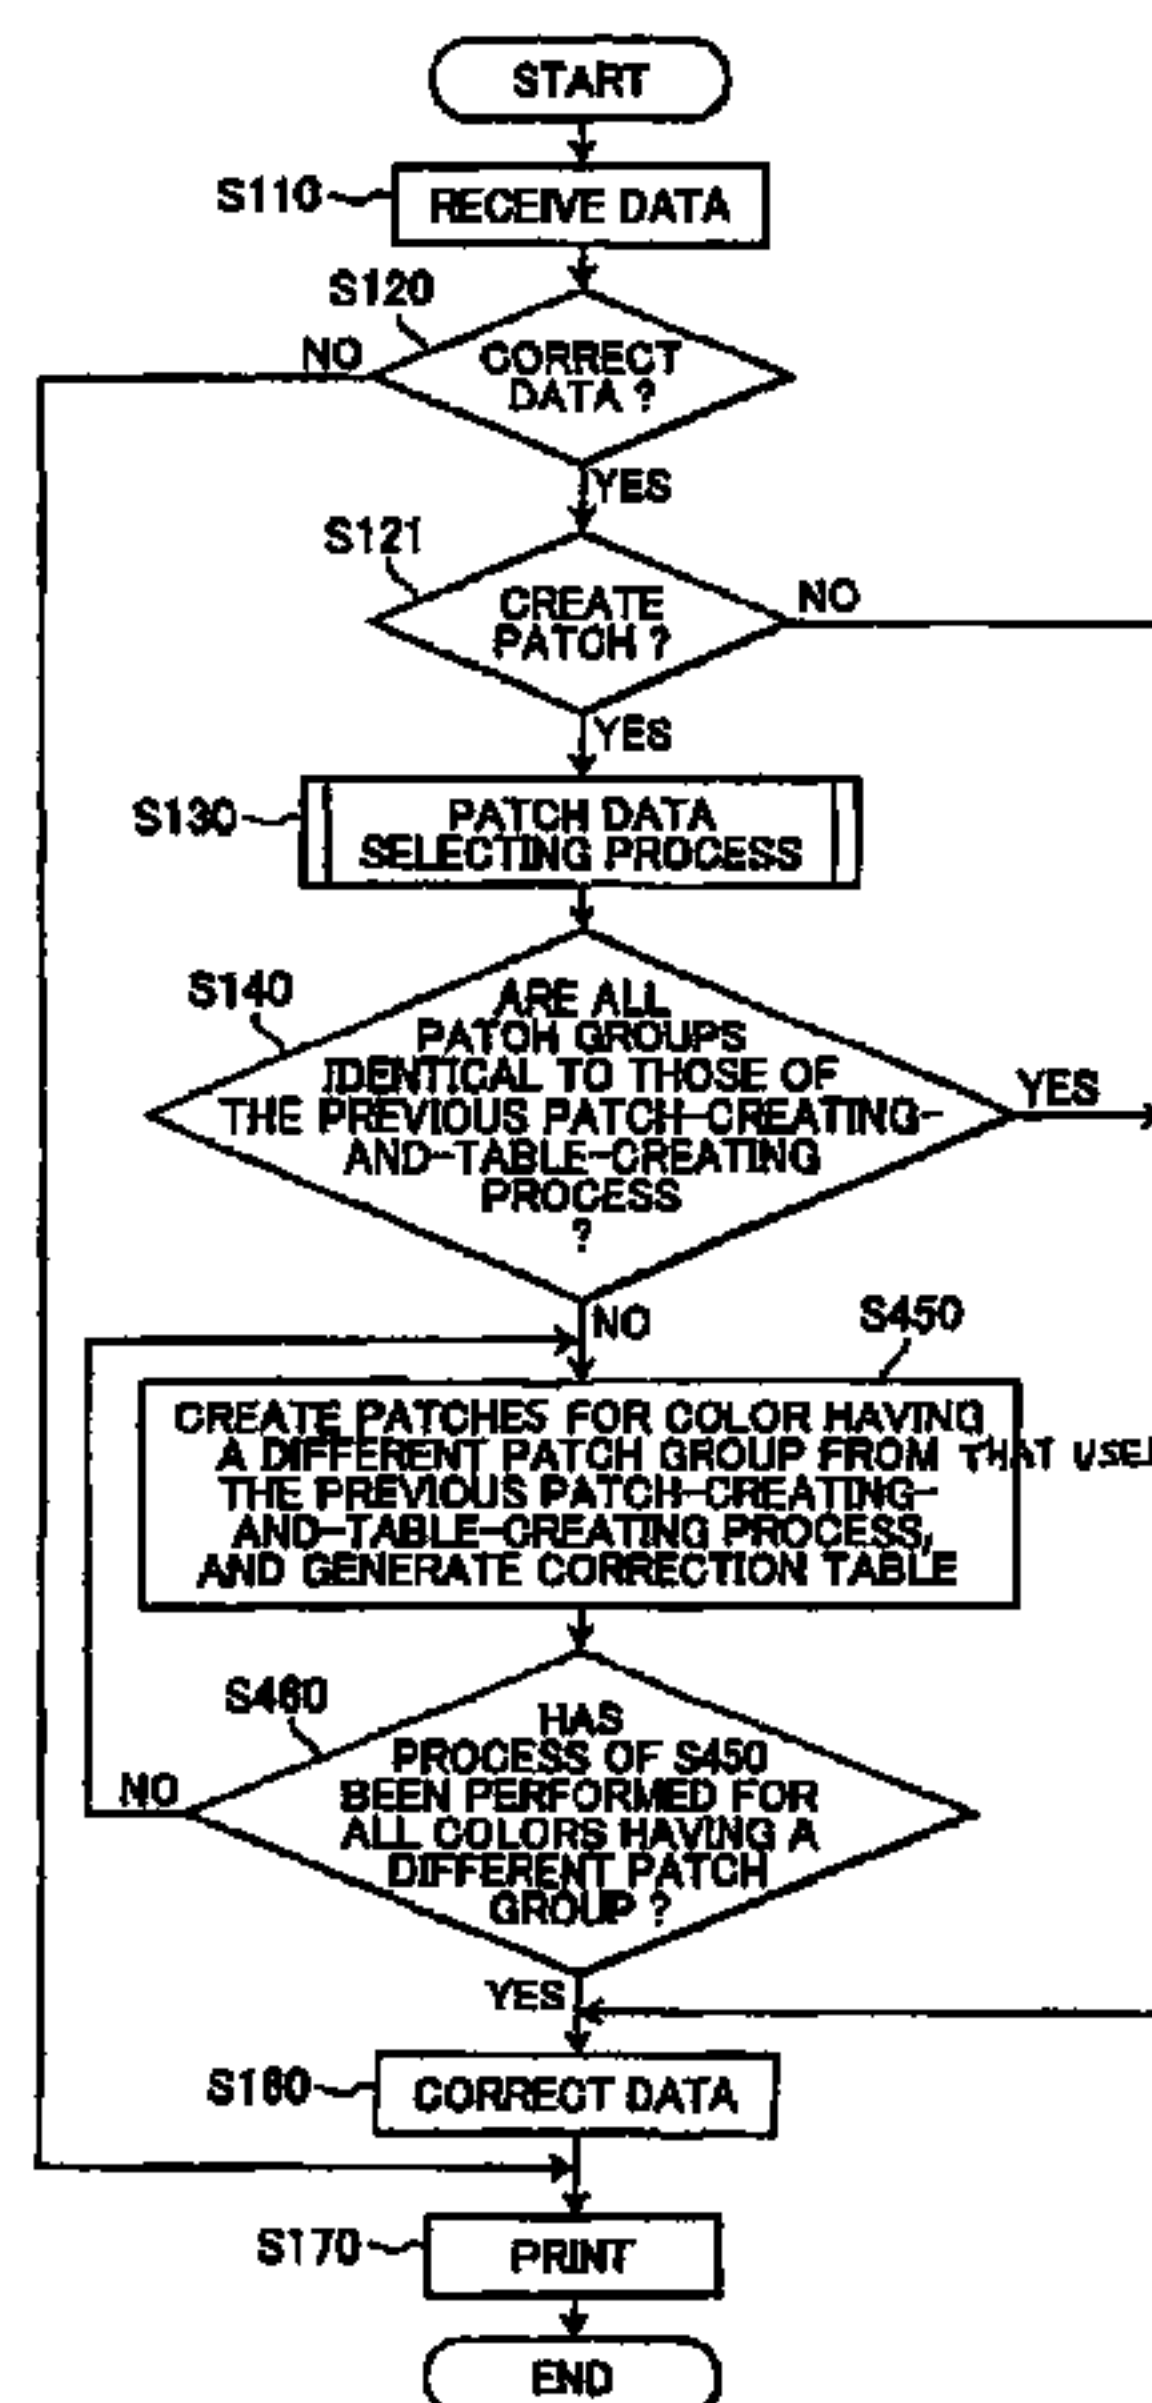 START
S110
RECEIVE DATA
S120
NO
CORRECT
DATA ?
YES
S121
CREATE
PATCH ?
NO
YES
S130
PATCH DATA
SELECTING PROCESS
S140
ARE ALL
PATCH GROUPS
IDENTICAL TO THOSE OF
THE PREVIOUS PATCH-CREATING-
AND-TABLE-CREATING
PROCESS
?
YES
NO
S450
CREATE PATCHES FOR COLOR HAVING
A DIFFERENT PATCH GROUP FROM THAT
THE PREVIOUS PATCH-CREATING-
AND-TABLE-CREATING PROCESS,
AND GENERATE CORRECTION TABLE
S460
NO
HAS
PROCESS OF S450
BEEN PERFORMED FOR
ALL COLORS HAVING A
DIFFERENT PATCH
GROUP ?
YES
S160
CORRECT DATA
S170
PRINT
END